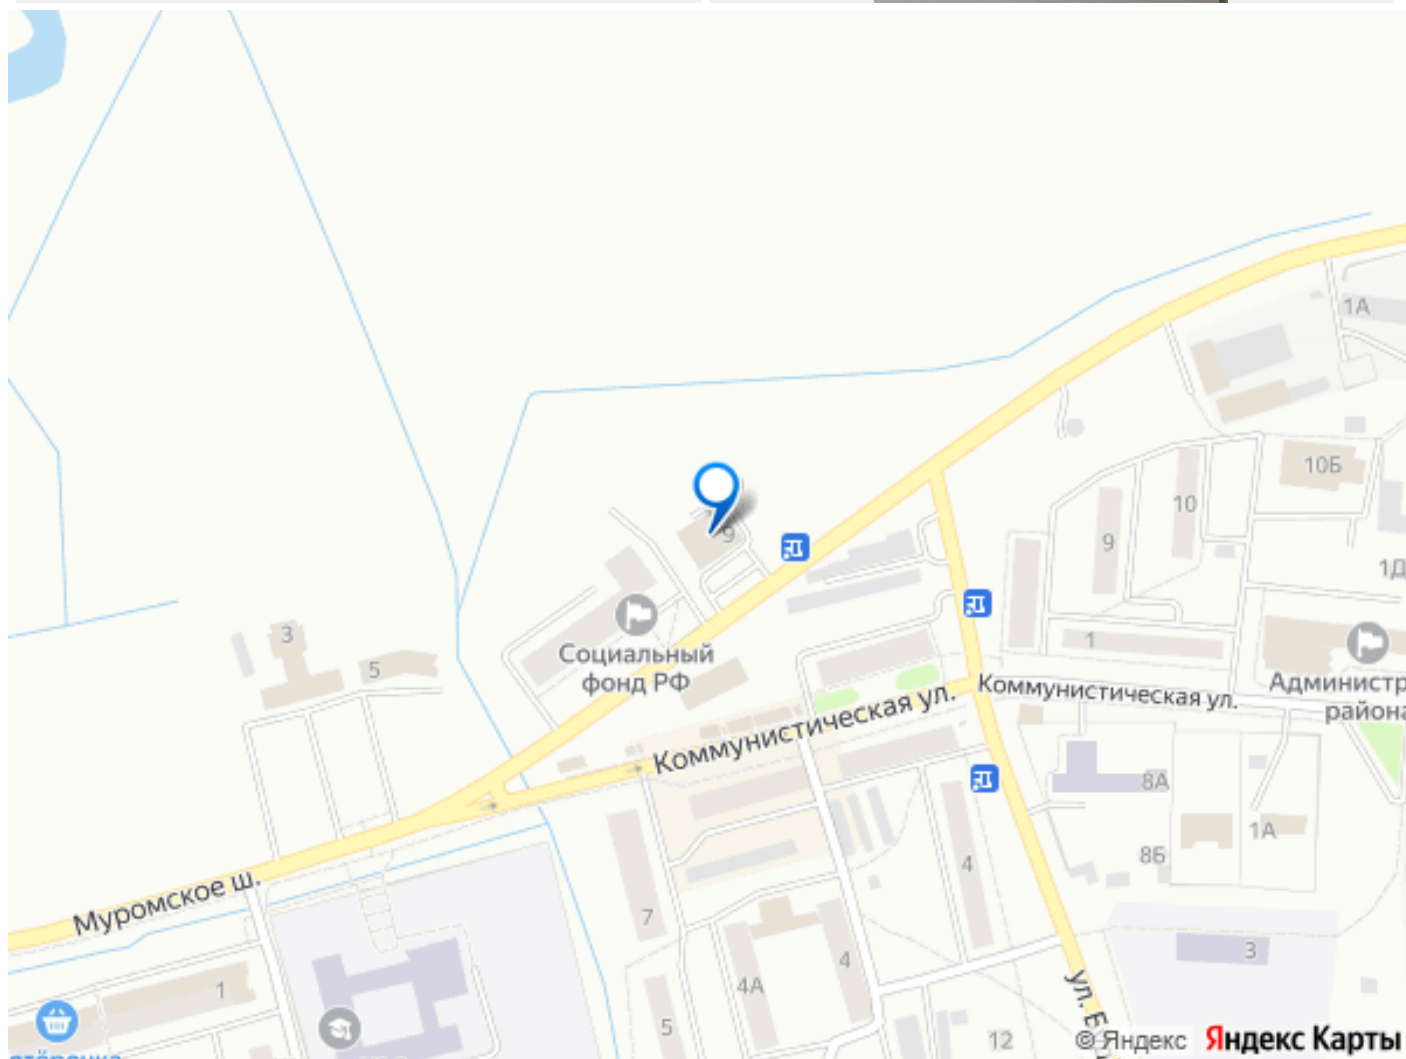 1А
10Б
10
9
9
1Д
3
5
1
Социальный
фонд РФ
Коммунистическая ул.
Администр
района
Коммунистическая ул.
8А
1А
8Б
4
Муромское ш.
7
3
4
4А
1
5
12
ул. Е
© Яндекс
Яндекс Карты